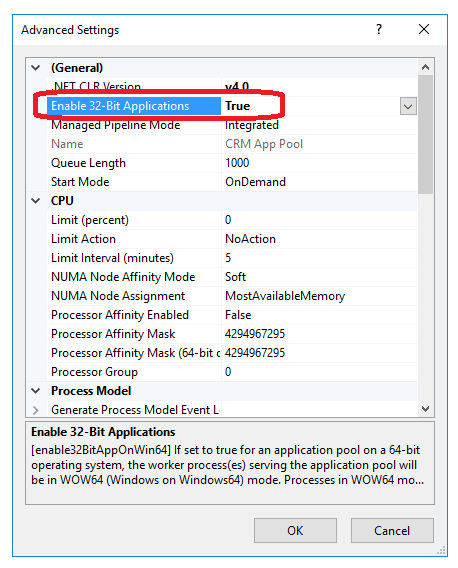 Advanced Settings ?
(General)
.NET CLR Version v4.0
Enable 32-Bit Applications True
Managed Pipeline Mode Integrated
Name CRM App Pool
Queue Length 1000
Start Mode OnDemand
CPU
Limit (percent) 0
Limit Action NoAction
Limit Interval (minutes) 5
NUMA Node Affinity Mode Soft
NUMA Node Assignment MostAvailableMemory
Processor Affinity Enabled False
Processor Affinity Mask 4294967295
Processor Affinity Mask (64-bit c 4294967295
Processor Group 0
Process Model
Generate Process Model Event L
Enable 32-Bit Applications
[enable32BitAppOnWin64] If set to true for an application pool on a 64-bit
operating system, the worker process(es) serving the application pool will
be in WOW64 (Windows on Windows64) mode. Processes in WOW64 mo...
OK Cancel